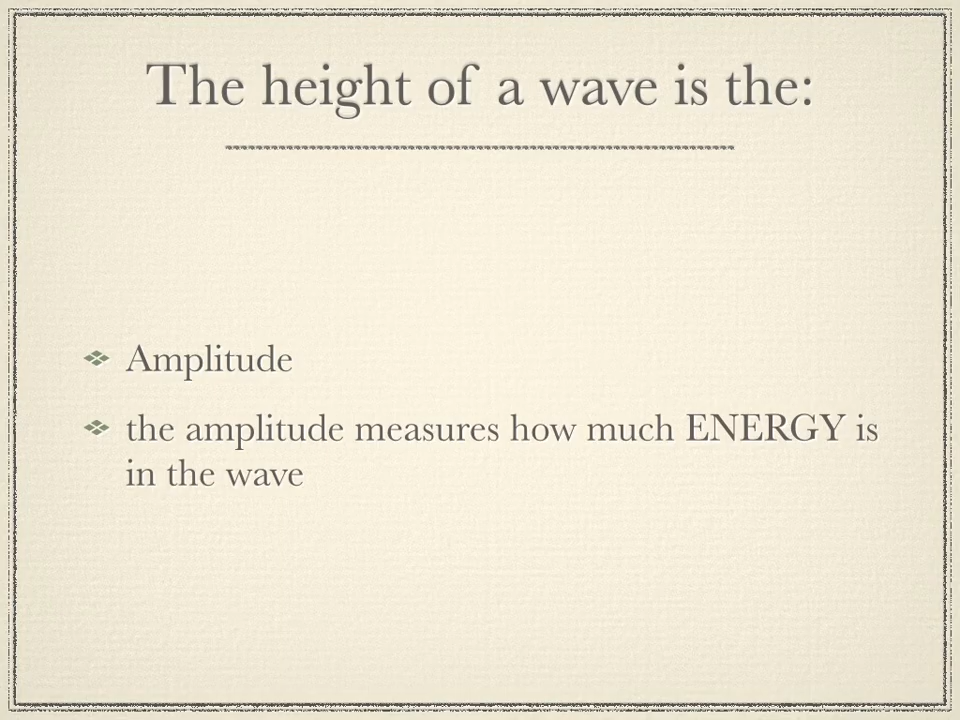 The height of a wave is the:
Amplitude
the amplitude measures how much ENERGY is
in the wave